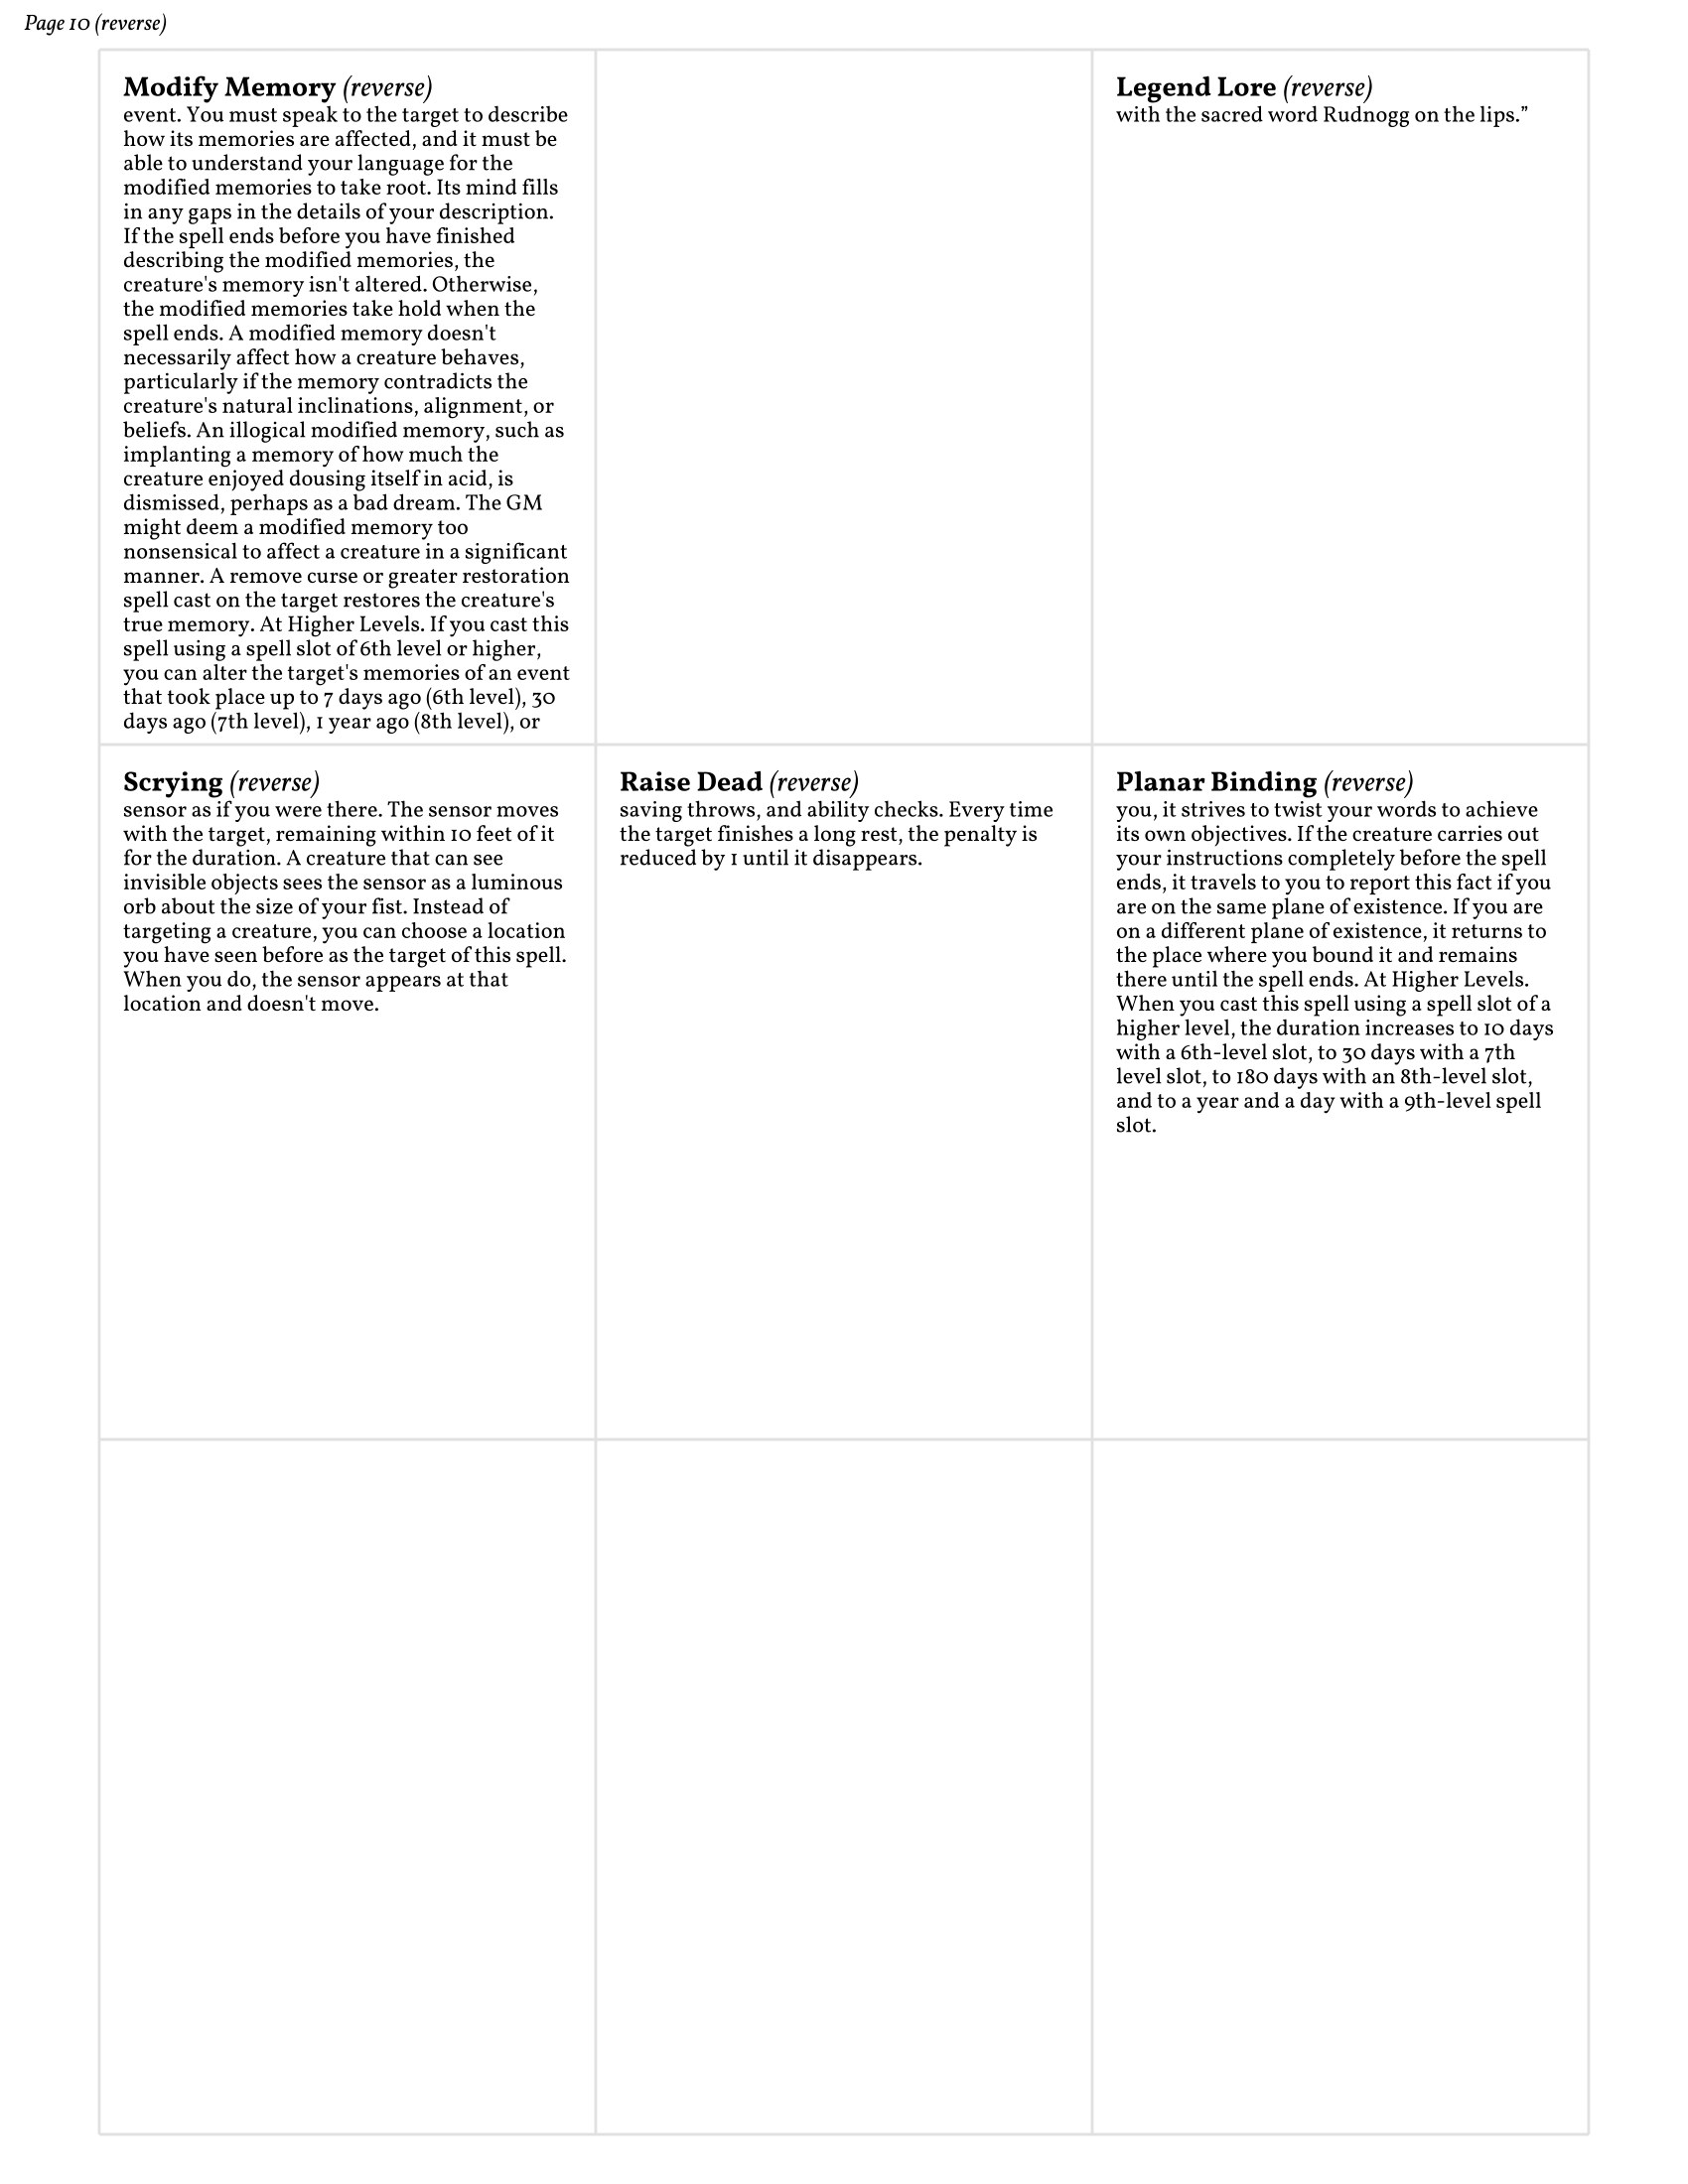 Page 10 (reverse)
Modify Memory (reverse)
event. You must speak to the target to describe
how its memories are affected, and it must be
able to understand your language for the
modified memories to take root. Its mind fills
in any gaps in the details of your description.
If the spell ends before you have finished
describing the modified memories, the
creature's memory isn't altered. Otherwise,
the modified memories take hold when the
spell ends. A modified memory doesn't
necessarily affect how a creature behaves,
particularly if the memory contradicts the
creature's natural inclinations, alignment, or
beliefs. An illogical modified memory, such as
implanting a memory of how much the
creature enjoyed dousing itself in acid, is
dismissed, perhaps as a bad dream. The GM
might deem a modified memory too
nonsensical to affect a creature in a significant
manner. A remove curse or greater restoration
spell cast on the target restores the creature's
true memory. At Higher Levels. If you cast this
spell using a spell slot of 6th level or higher,
you can alter the target's memories of an event
that took place up to 7 days ago (6th level), 30
days ago (7th level), 1 year ago (8th level), or
Legend Lore (reverse)
with the sacred word Rudnogg on the lips.”
Scrying (reverse)
sensor as if you were there. The sensor moves
with the target, remaining within 10 feet of it
for the duration. A creature that can see
invisible objects sees the sensor as a luminous
orb about the size of your fist. Instead of
targeting a creature, you can choose a location
you have seen before as the target of this spell.
When you do, the sensor appears at that
location and doesn't move.
Raise Dead (reverse)
saving throws, and ability checks. Every time
the target finishes a long rest, the penalty is
reduced by 1 until it disappears.
Planar Binding (reverse)
you, it strives to twist your words to achieve
its own objectives. If the creature carries out
your instructions completely before the spell
ends, it travels to you to report this fact if you
are on the same plane of existence. If you are
on a different plane of existence, it returns to
the place where you bound it and remains
there until the spell ends. At Higher Levels.
When you cast this spell using a spell slot of a
higher level, the duration increases to 10 days
with a 6th-level slot, to 30 days with a 7th
level slot, to 180 days with an 8th-level slot,
and to a year and a day with a 9th-level spell
slot.